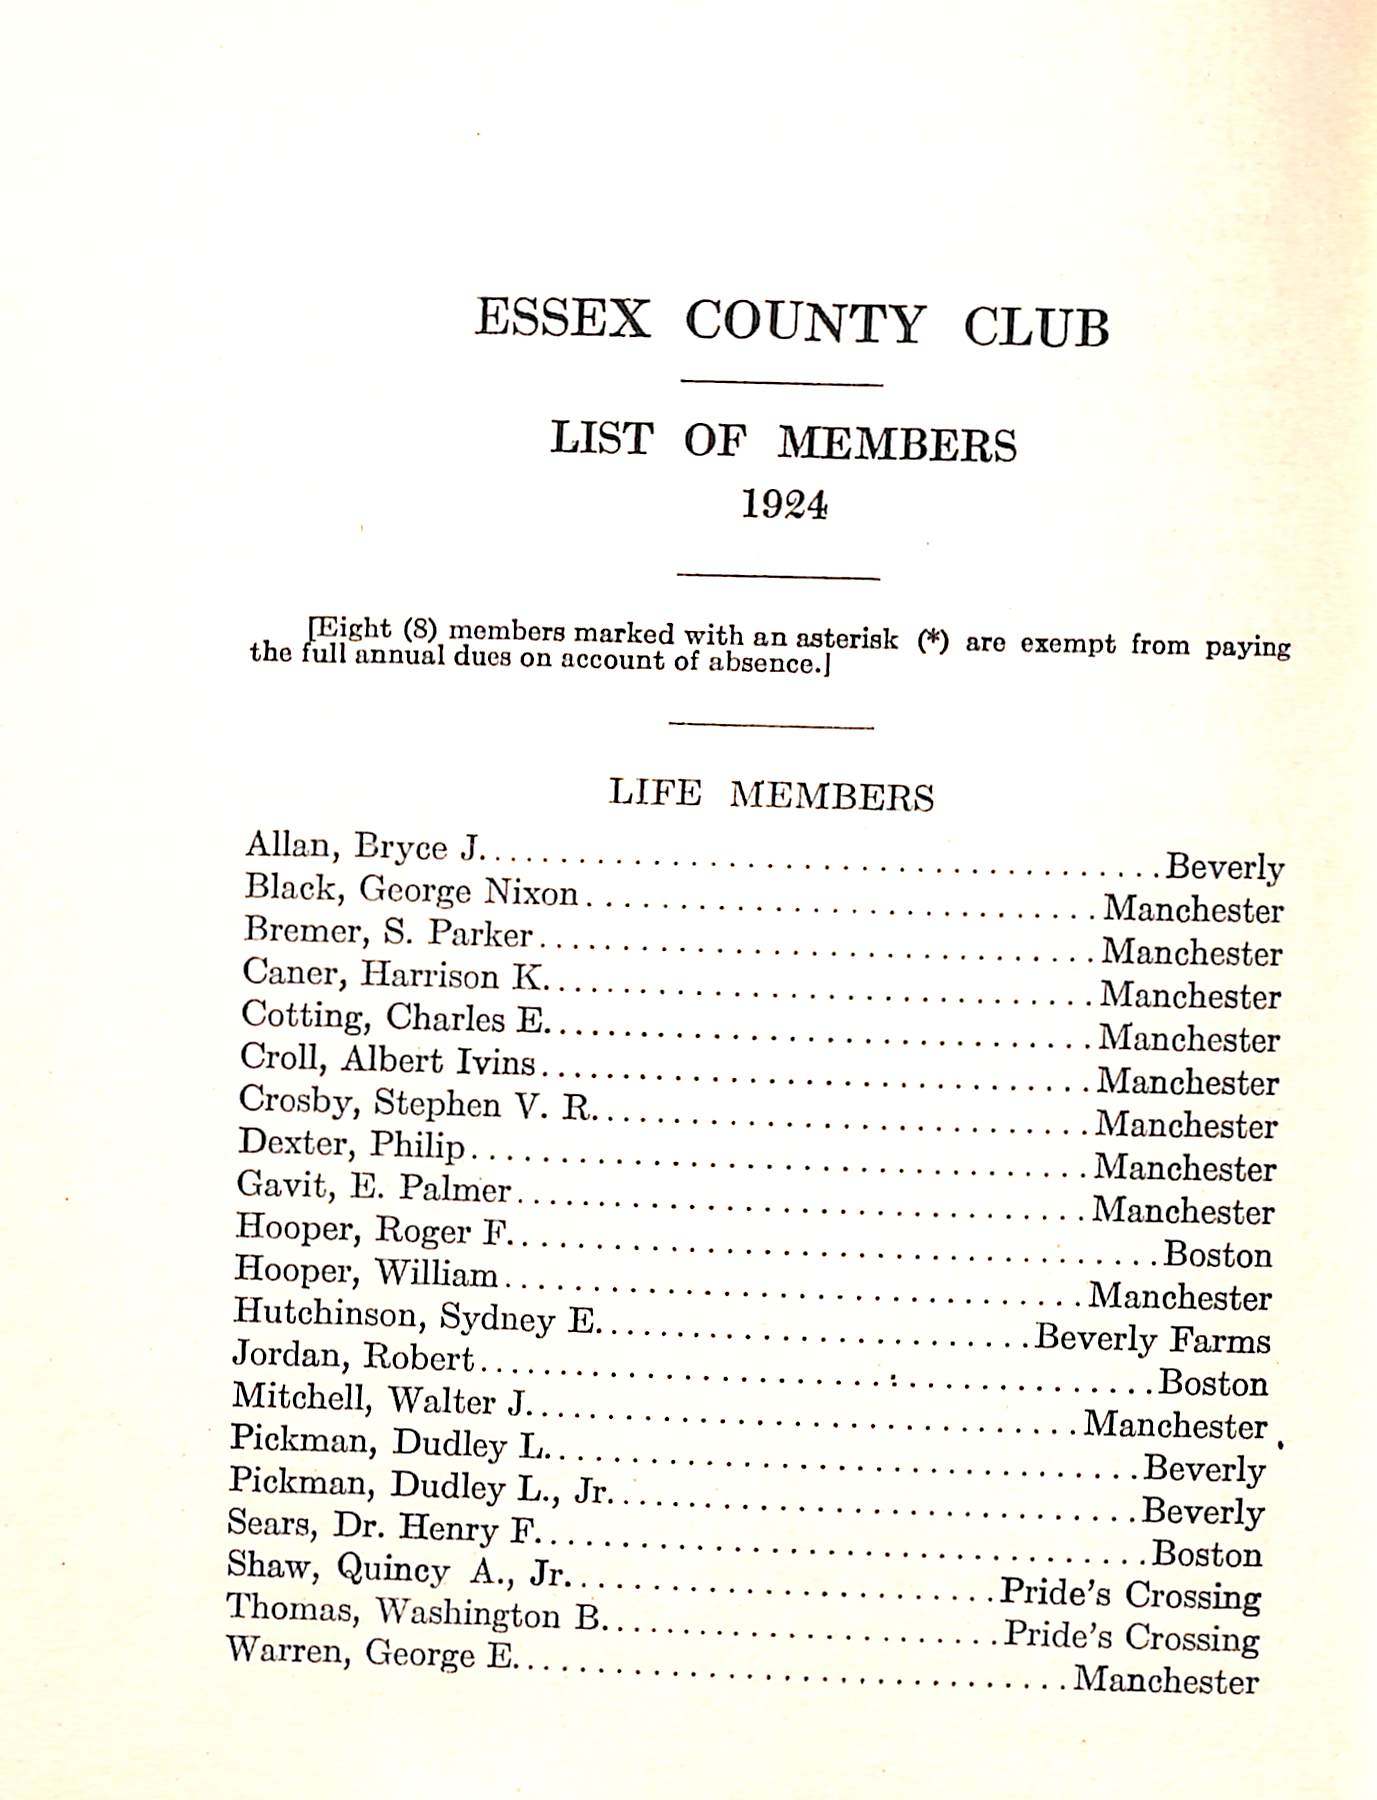 ESSEX COUNTY CLUB
LIST OF MEMBERS
1924
[Eight (8) members marked with an asterisk (*) are exempt from paying
the full annual dues on account of absence.]
LIFE MEMBERS
Allan, Bryce J. Beverly
Black, George Nixon Manchester
Bremer, S. Parker Manchester
Caner, Harrison K. Manchester
Cotting, Charles E. Manchester
Croll, Albert Ivins Manchester
Crosby, Stephen V. R. Manchester
Dexter, Philip Manchester
Gavit, E. Palmer Manchester
Hooper, Roger F. Boston
Hooper, William Manchester
Hutchinson, Sydney E. Beverly Farms
Jordan, Robert Boston
Mitchell, Walter J. Manchester
Pickman, Dudley L. Beverly
Pickman, Dudley L., Jr. Beverly
Sears, Dr. Henry F. Boston
Shaw, Quincy A., Jr. Pride's Crossing
Thomas, Washington B. Pride's Crossing
Warren, George E. Manchester